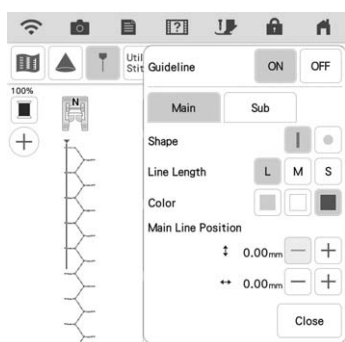 Util
Stit
Guideline ON OFF
100%
N
Main Sub
Shape
Line Length L M S
Color
Main Line Position
0.00mm
0.00mm
Close